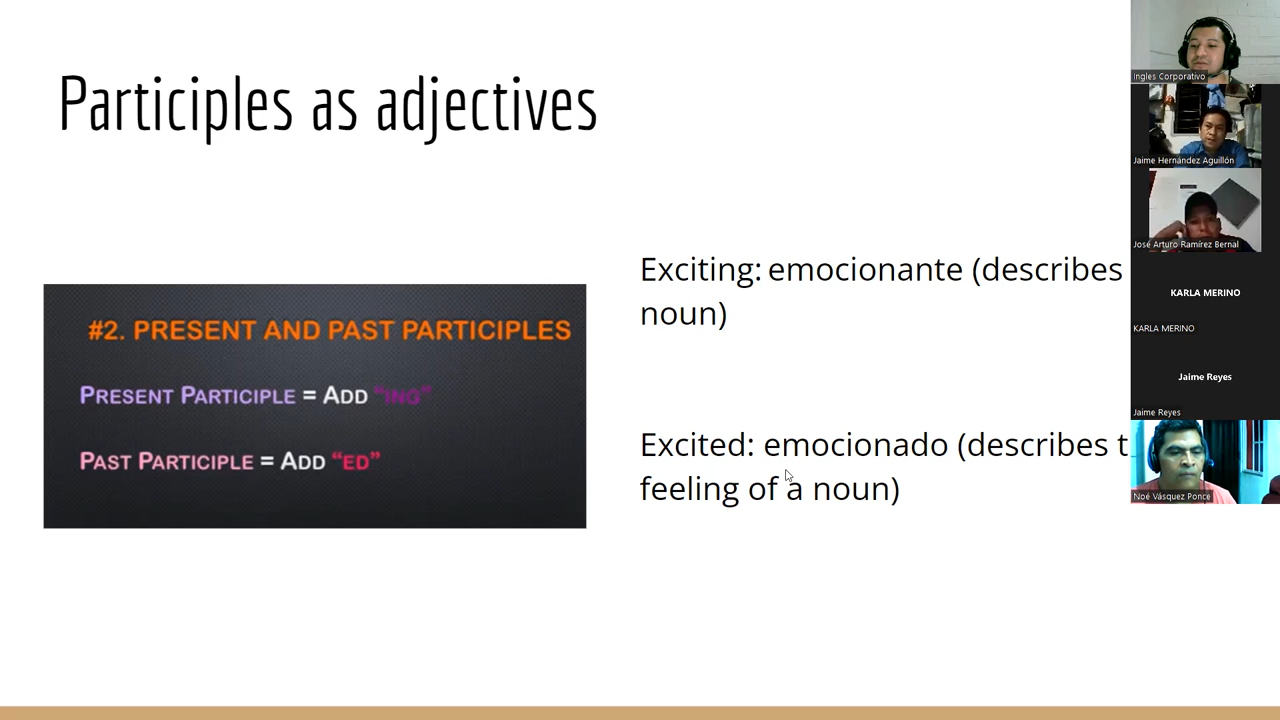 Participles as adjectives
#2. PRESENT AND PAST PARTICIPLES
PRESENT PARTICIPLE = ADD "ING"
PAST PARTICIPLE = ADD "ED"
Exciting: emocionante (describes
noun)
Excited: emocionado (describes t
feeling of a noun)
Ingles Corporativo
Jaime Hernández Aguillón
José Arturo Ramírez Bernal
KARLA MERINO
KARLA MERINO
Jaime Reyes
Jaime Reyes
Noé Vásquez Ponce